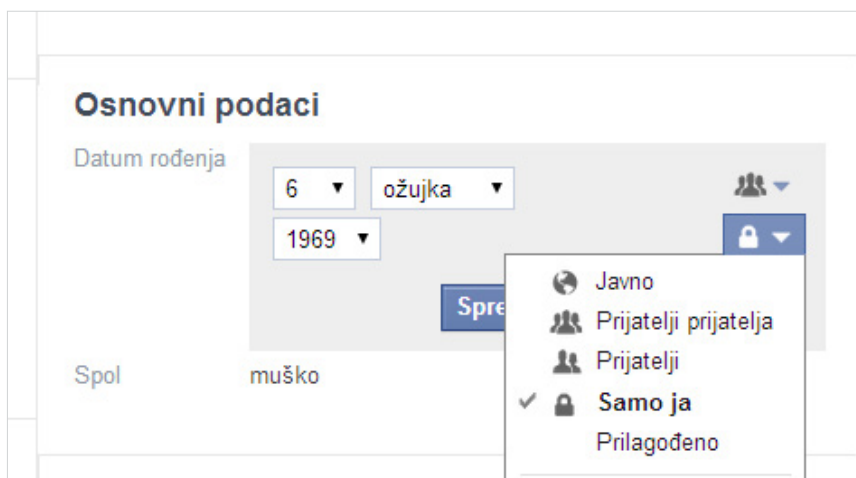 Osnovni podaci
Datum rođenja
6 ožujka
1969
Javno
Prijatelji prijatelja
Prijatelji
Samo ja
Prilagođeno
Spol muško